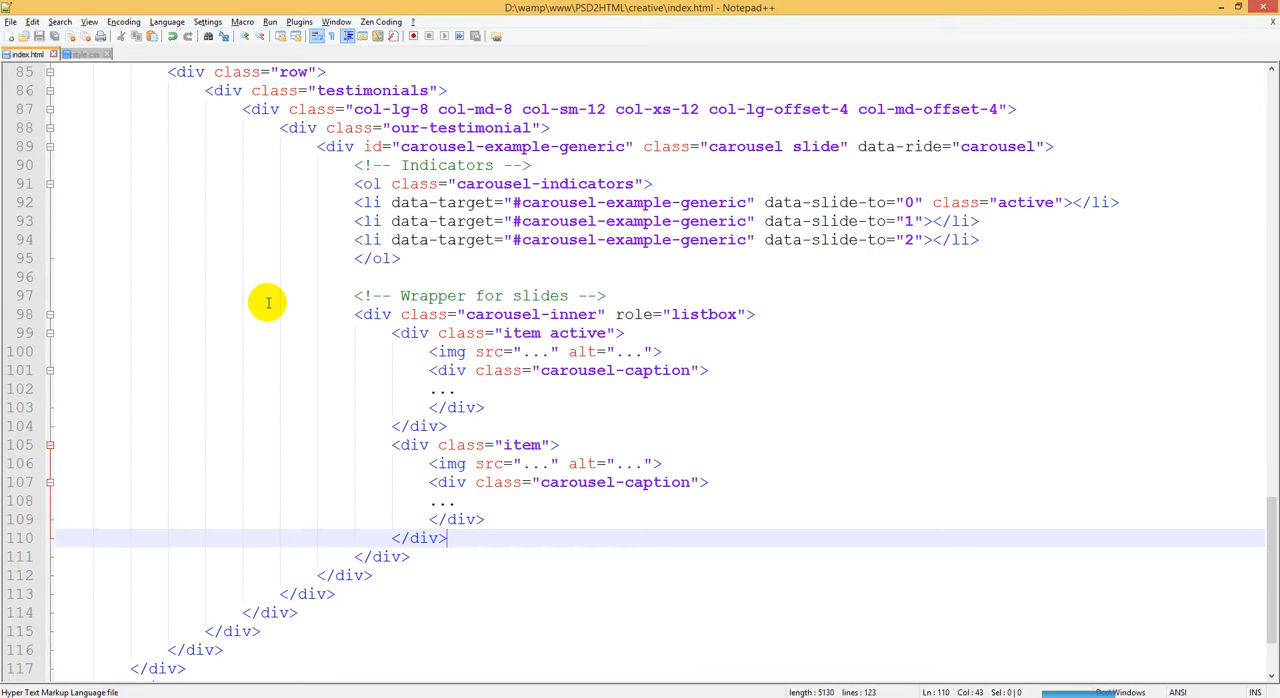 D:\wamp\www\PSD2HTML\creative\index.html - Notepad++
File Edit Search View Encoding Language Settings Macro Run Plugins Window Zen Coding ?
X
index.html style.css
85 <div class="row">
86 <div class="testimonials">
87 <div class="col-lg-8 col-md-8 col-sm-12 col-xs-12 col-lg-offset-4 col-md-offset-4">
88 <div class="our-testimonial">
89 <div id="carousel-example-generic" class="carousel slide" data-ride="carousel">
90 <!-- Indicators -->
91 <ol class="carousel-indicators">
92 <li data-target="#carousel-example-generic" data-slide-to="0" class="active"></li>
93 <li data-target="#carousel-example-generic" data-slide-to="1"></li>
94 <li data-target="#carousel-example-generic" data-slide-to="2"></li>
95 </ol>
96
97 <!-- Wrapper for slides -->
98 <div class="carousel-inner" role="listbox">
99 <div class="item active">
100 <img src="..." alt="...">
101 <div class="carousel-caption">
102 ...
103 </div>
104 </div>
105 <div class="item">
106 <img src="..." alt="...">
107 <div class="carousel-caption">
108 ...
109 </div>
110 </div>
111 </div>
112 </div>
113 </div>
114 </div>
115 </div>
116 </div>
117 </div>
Hyper Text Markup Language file length : 5130 lines : 123 Ln : 110 Col : 43 Sel : 0 | 0 Dos\Windows ANSI INS